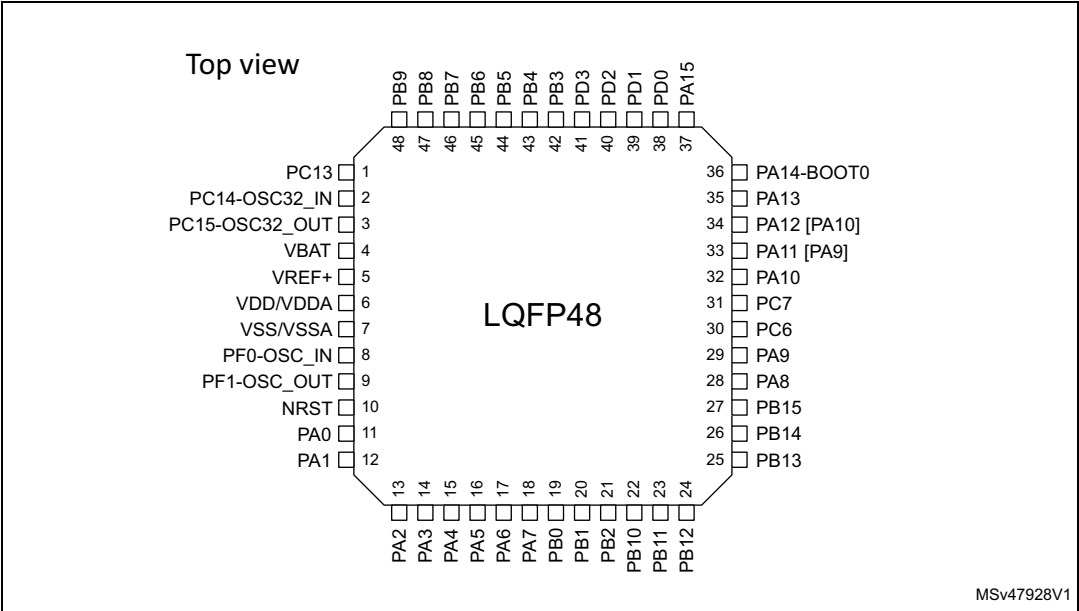 Top view
PB9
PB8
PB7
PB6
PB5
PB4
PB3
PD3
PD2
PD1
PD0
PA15
48
47
46
45
44
43
42
41
40
39
38
37
PC13 1
PC14-OSC32_IN 2
PC15-OSC32_OUT 3
VBAT 4
VREF+ 5
VDD/VDDA 6
VSS/VSSA 7
PF0-OSC_IN 8
PF1-OSC_OUT 9
NRST 10
PA0 11
PA1 12
LQFP48
36 PA14-BOOT0
35 PA13
34 PA12 [PA10]
33 PA11 [PA9]
32 PA10
31 PC7
30 PC6
29 PA9
28 PA8
27 PB15
26 PB14
25 PB13
13
14
15
16
17
18
19
20
21
22
23
24
PA2
PA3
PA4
PA5
PA6
PA7
PB0
PB1
PB2
PB10
PB11
PB12
MSv47928V1